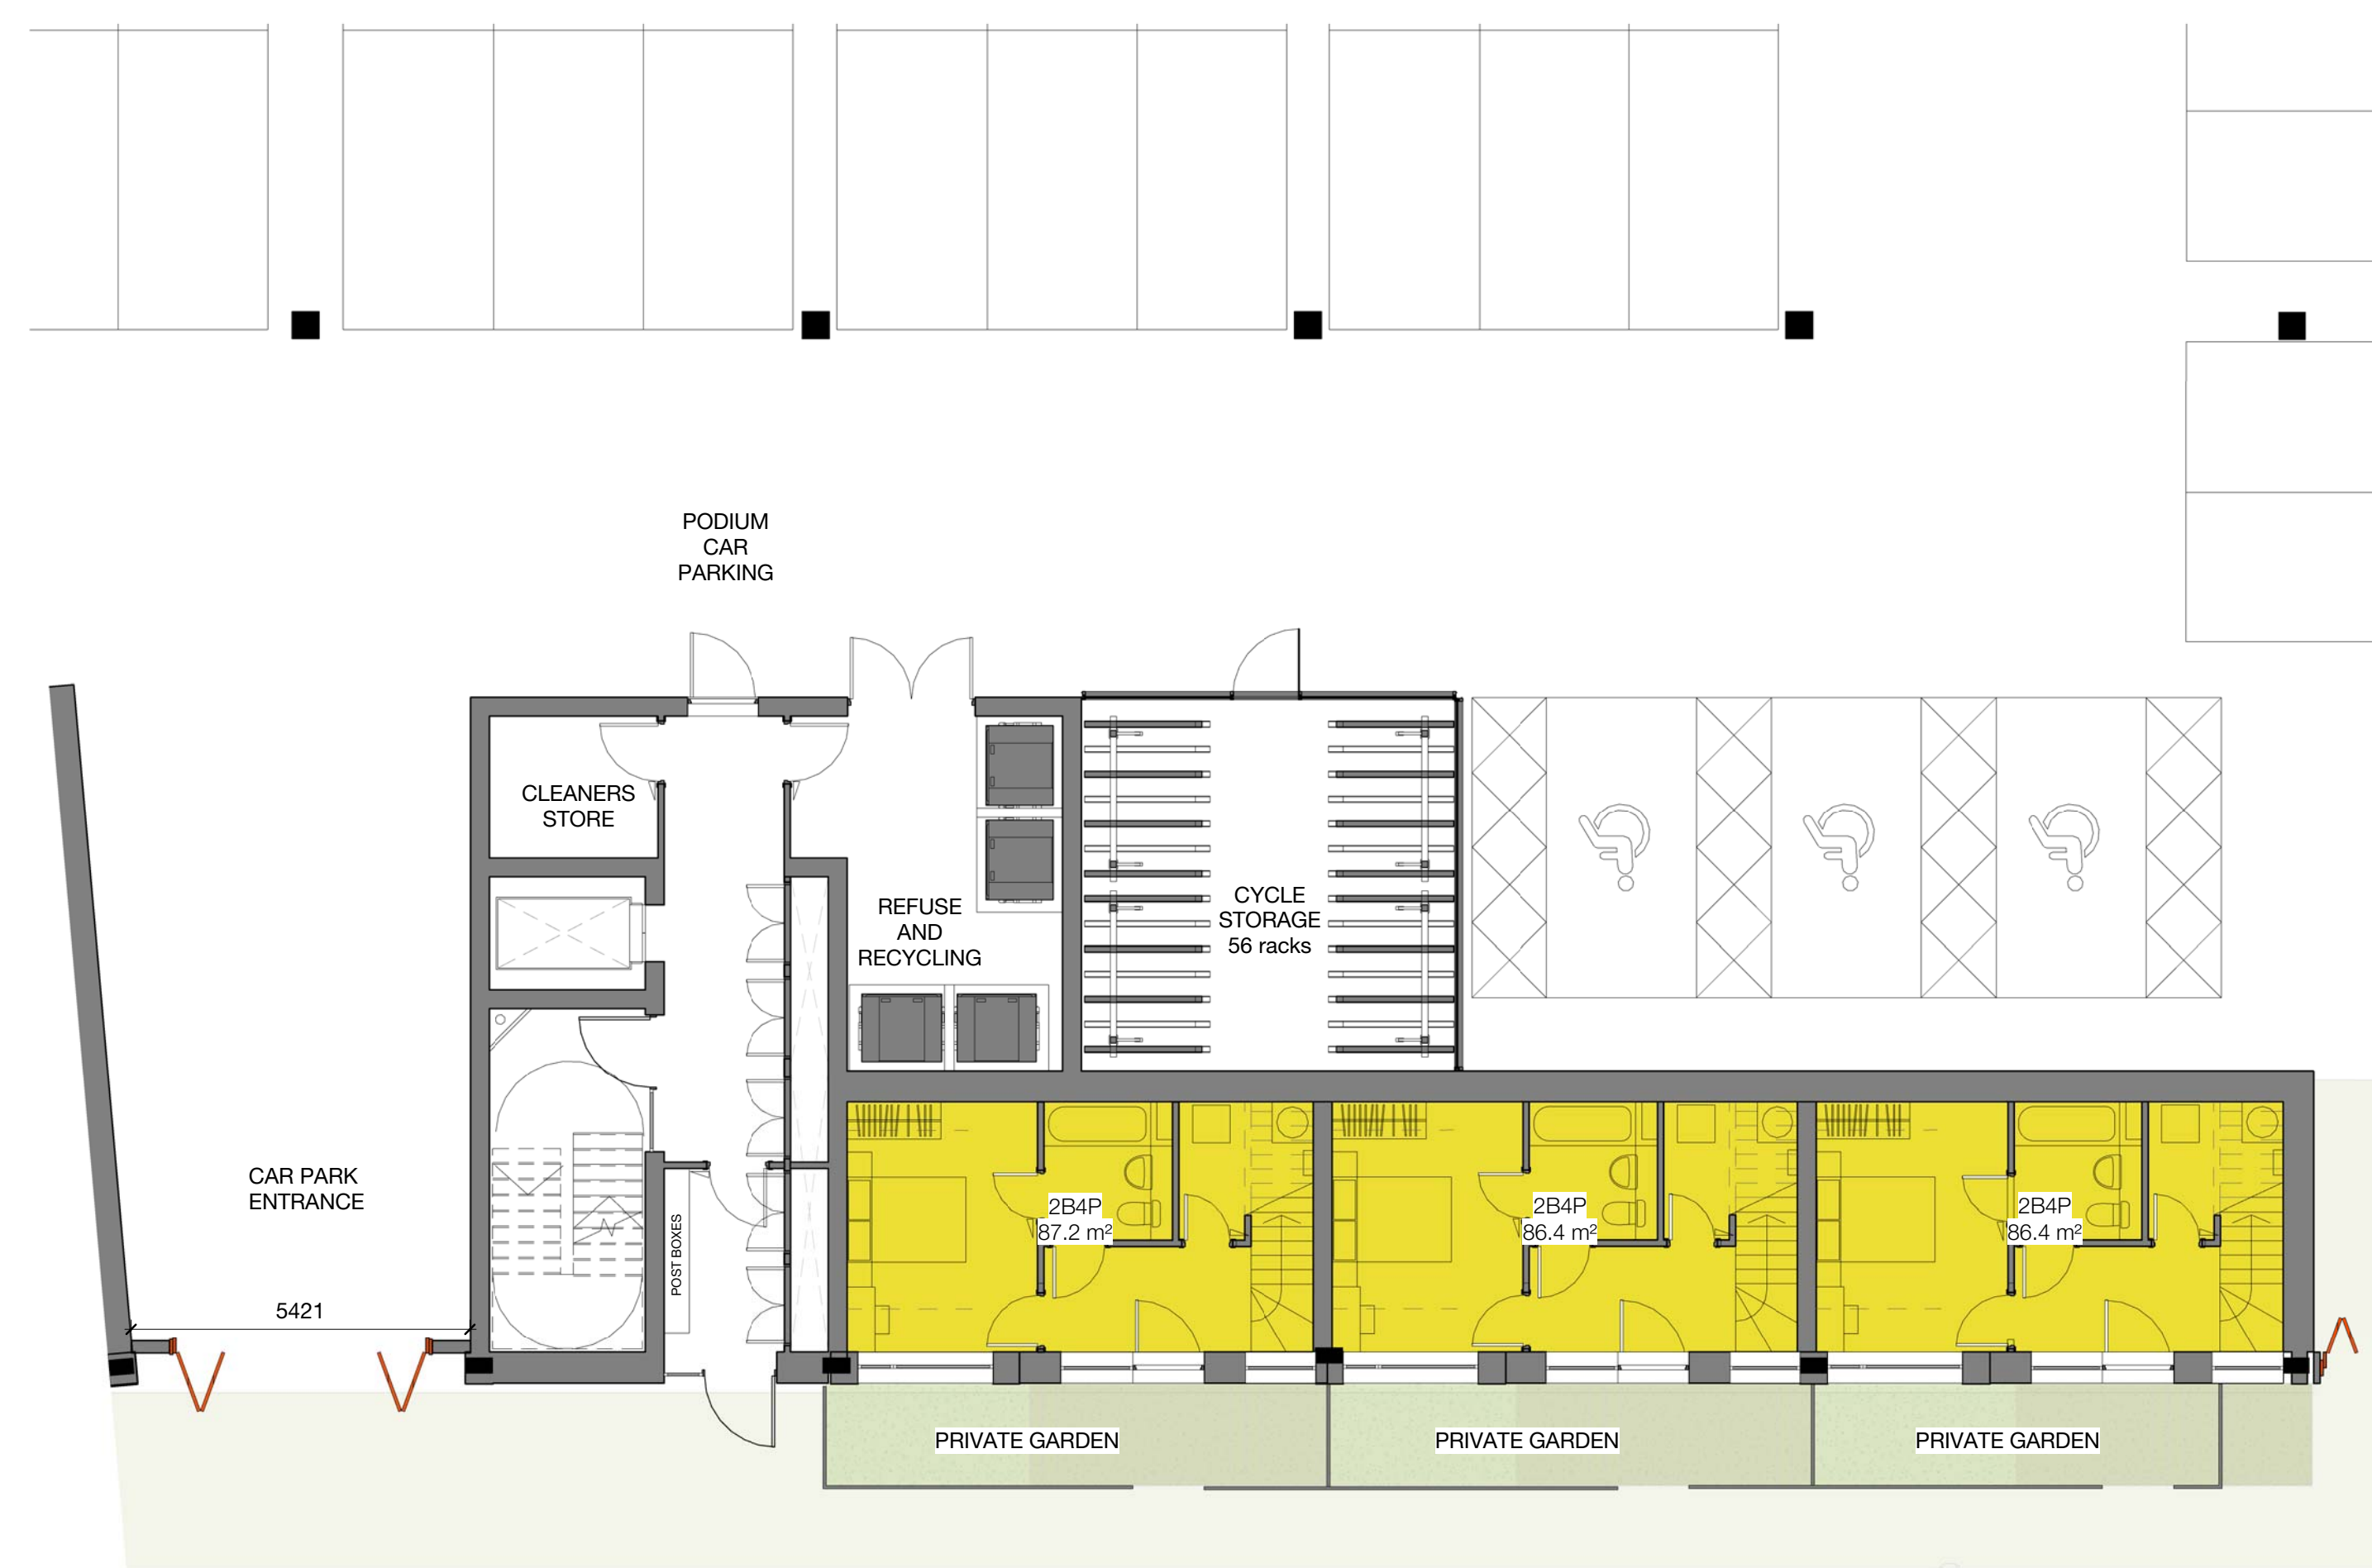 PODIUM
CAR
PARKING
CLEANERS
STORE
REFUSE
AND
RECYCLING
CYCLE
STORAGE
56 racks
CAR PARK
ENTRANCE
5421
POST BOXES
2B4P
87.2 m²
2B4P
86.4 m²
2B4P
86.4 m²
PRIVATE GARDEN
PRIVATE GARDEN
PRIVATE GARDEN